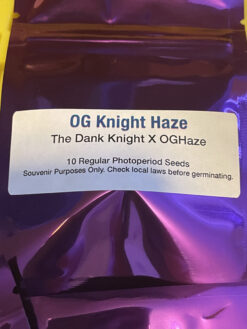 OG Knight Haze
The Dank Knight X OGHaze
10 Regular Photoperiod Seeds
Souvenir Purposes Only. Check local laws before germinating.